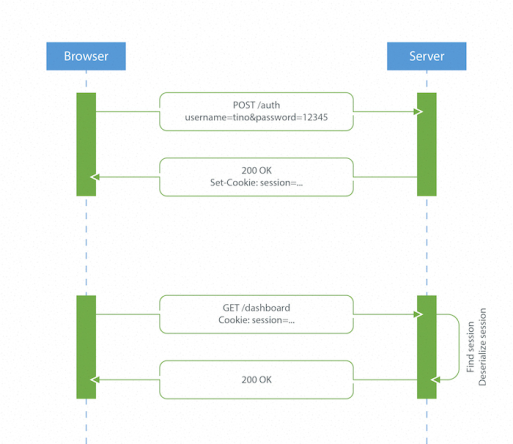 Browser
Server
POST /auth
username=tino&password=12345
200 OK
Set-Cookie: session=...
GET /dashboard
Cookie: session=...
Find session
Deserialize session
200 OK